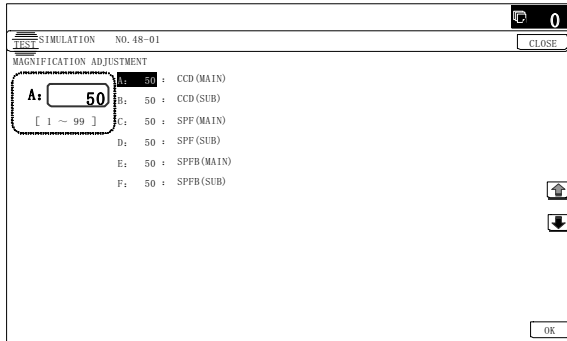 0
TEST SIMULATION NO. 48-01 CLOSE
MAGNIFICATION ADJUSTMENT
A: 50
[ 1 ~ 99 ]
A: 50 : CCD(MAIN)
B: 50 : CCD(SUB)
C: 50 : SPF(MAIN)
D: 50 : SPF(SUB)
E: 50 : SPFB(MAIN)
F: 50 : SPFB(SUB)
OK